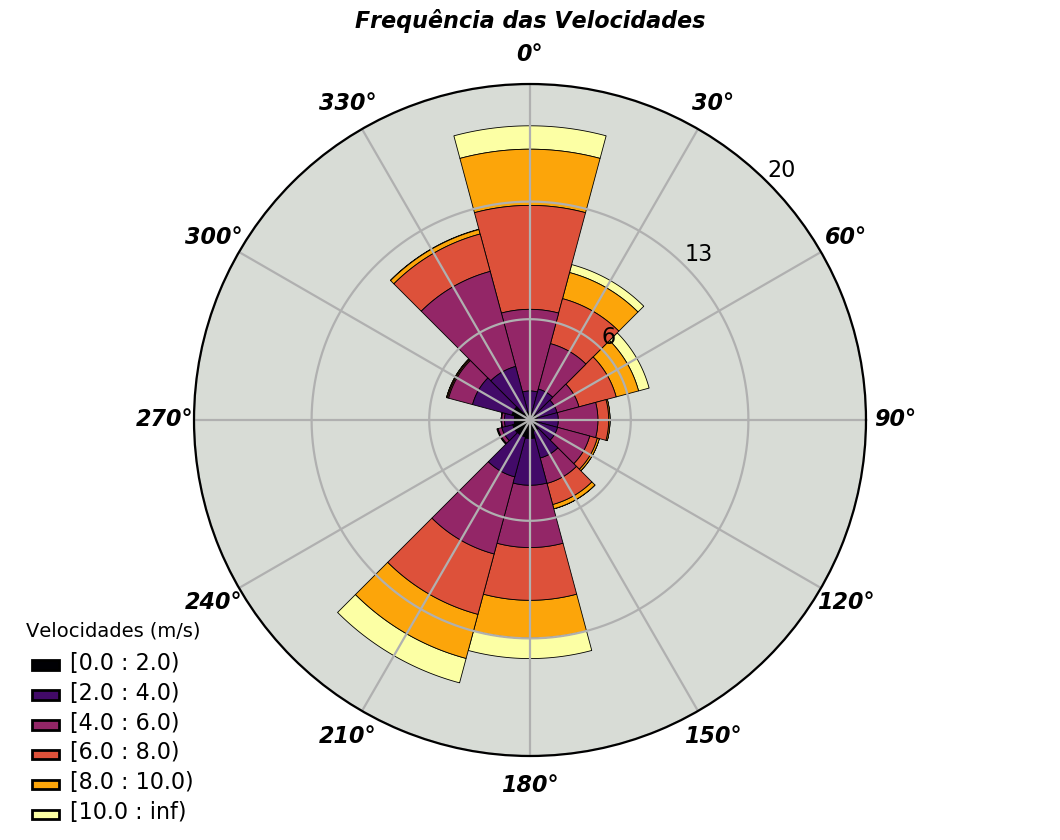 Frequência das Velocidades
0°
330°
30°
20
300°
60°
13
6
270°
90°
240°
120°
210°
150°
180°
Velocidades (m/s)
[0.0 : 2.0)
[2.0 : 4.0)
[4.0 : 6.0)
[6.0 : 8.0)
[8.0 : 10.0)
[10.0 : inf)